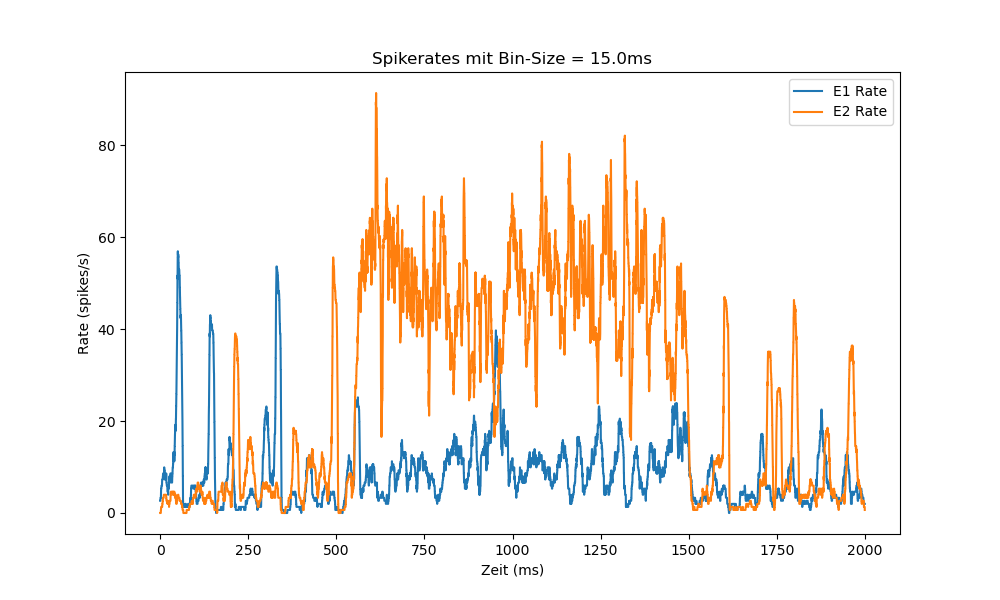 Spikerates mit Bin-Size = 15.0ms
E1 Rate
E2 Rate
Rate (spikes/s)
80
60
40
20
0
0 250 500 750 1000 1250 1500 1750 2000
Zeit (ms)